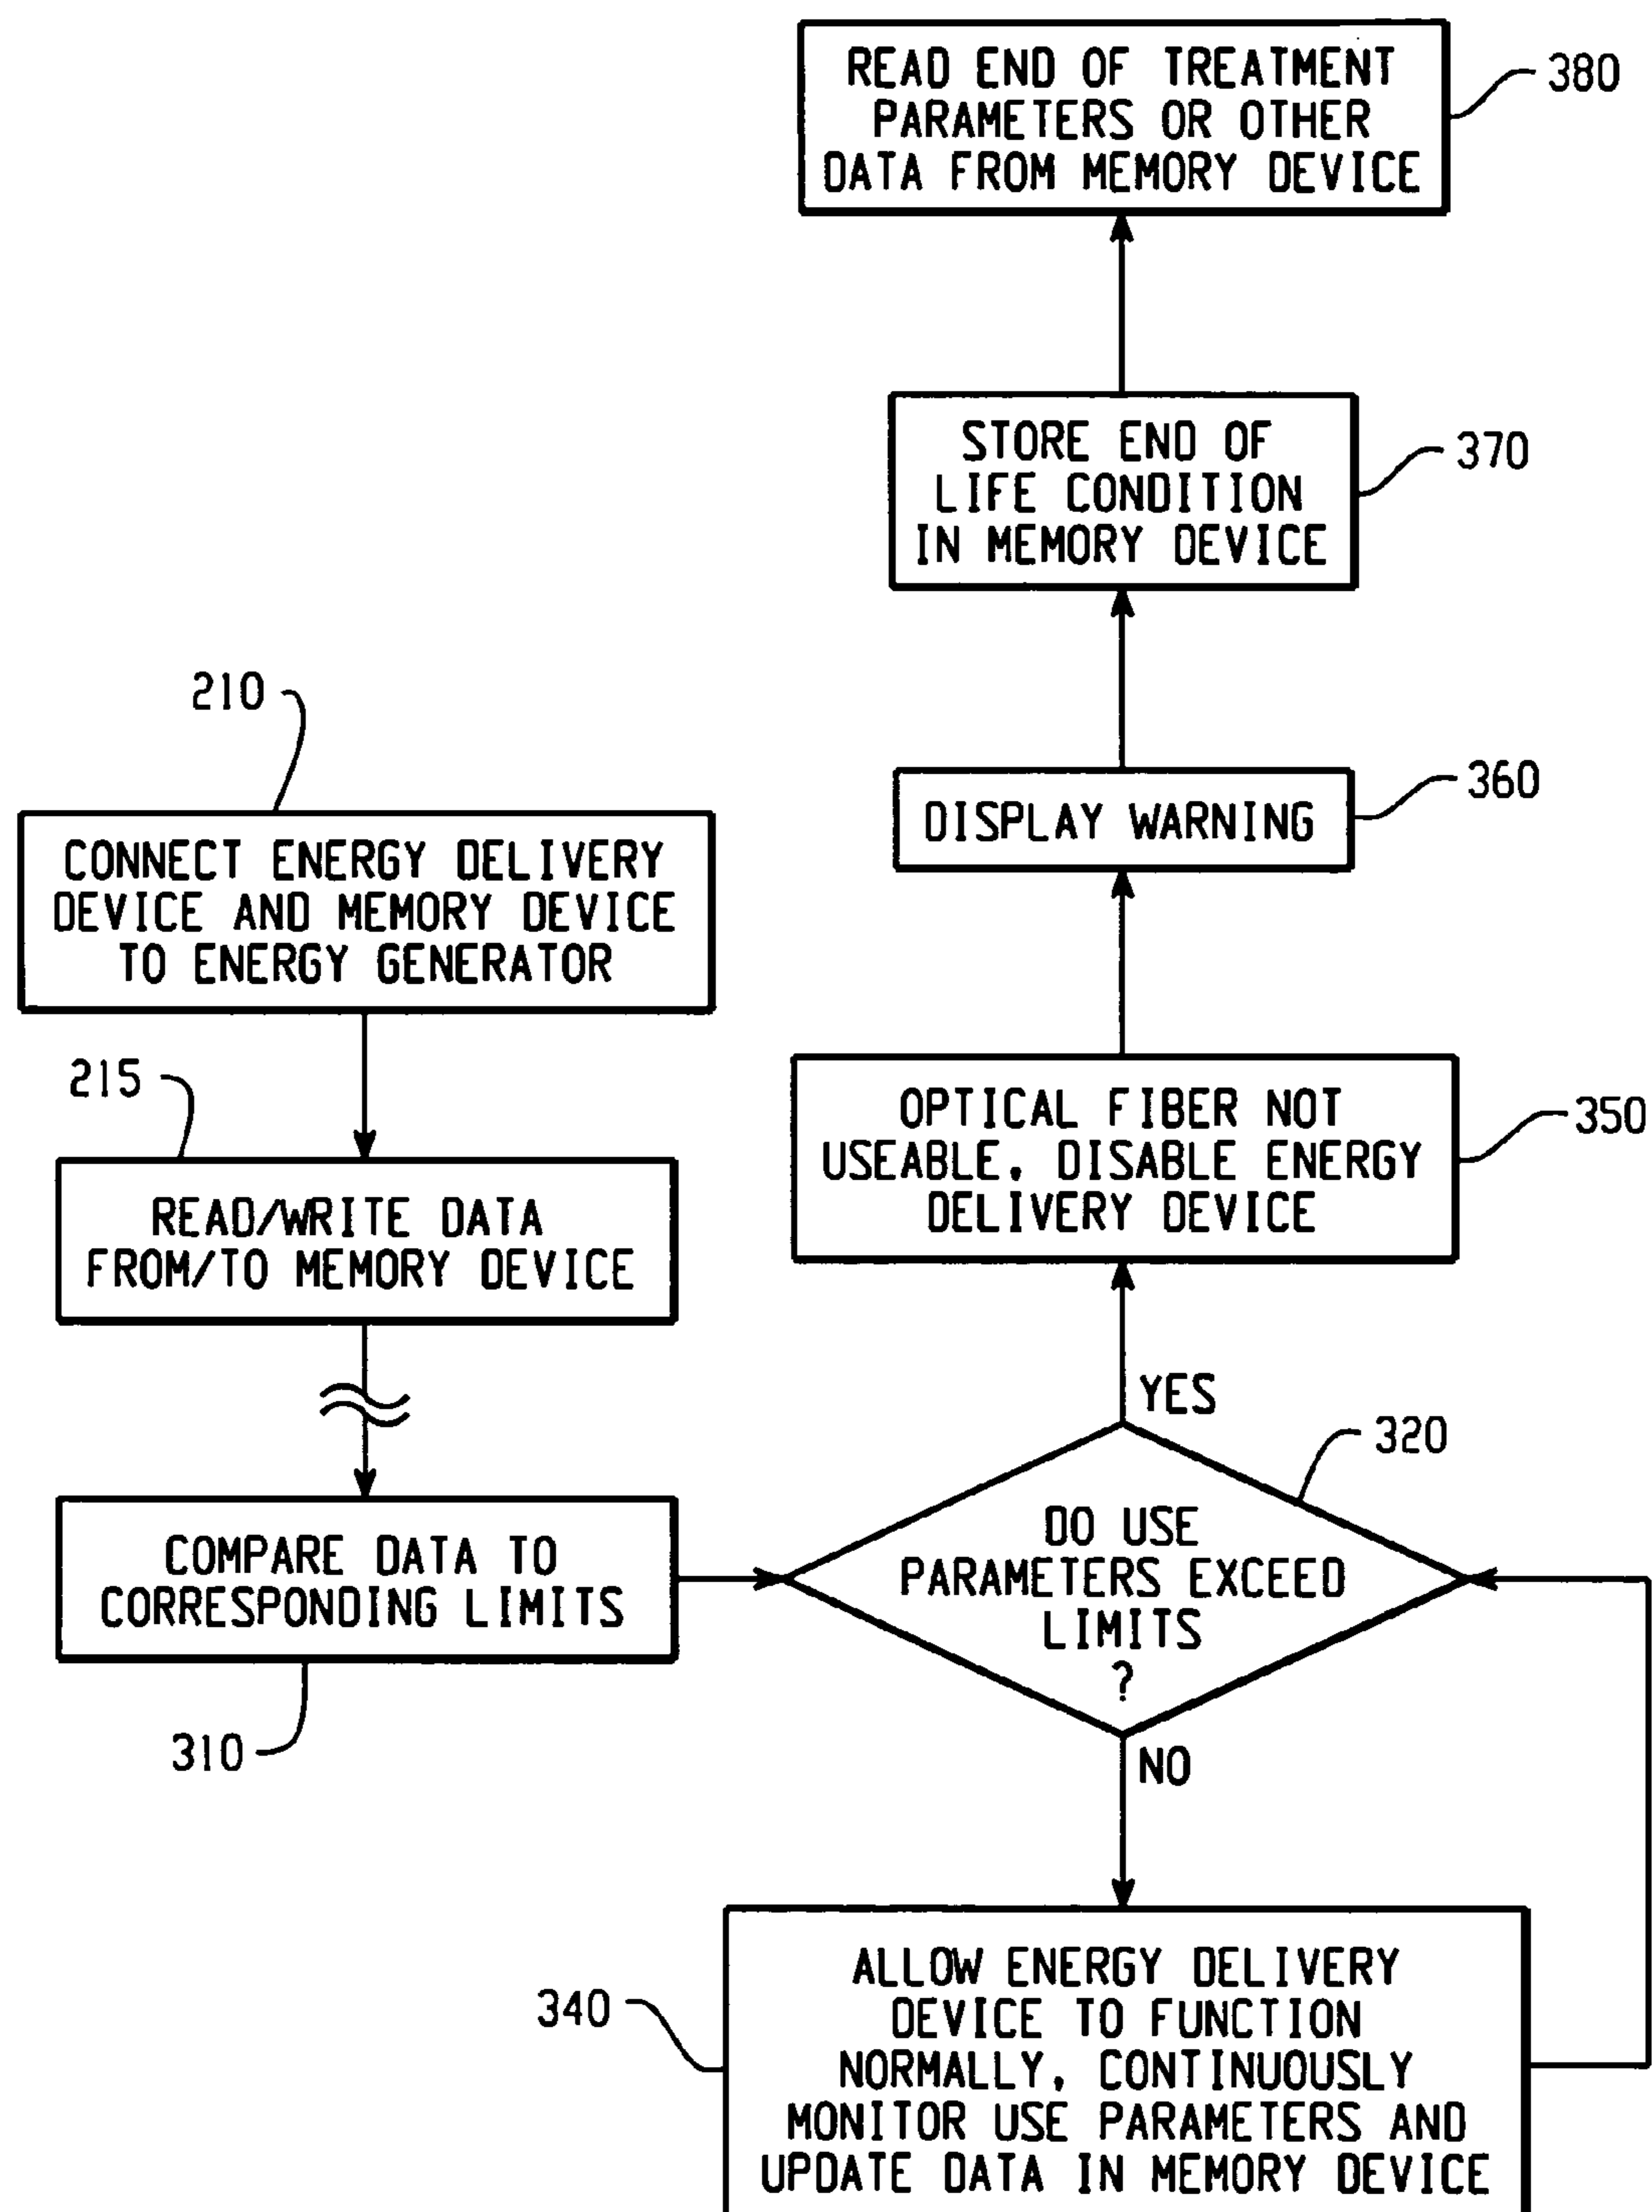 READ END OF TREATMENT
PARAMETERS OR OTHER
DATA FROM MEMORY DEVICE
380
STORE END OF
LIFE CONDITION
IN MEMORY DEVICE
370
210
DISPLAY WARNING
360
CONNECT ENERGY DELIVERY
DEVICE AND MEMORY DEVICE
TO ENERGY GENERATOR
215
OPTICAL FIBER NOT
USEABLE, DISABLE ENERGY
DELIVERY DEVICE
350
READ/WRITE DATA
FROM/TO MEMORY DEVICE
YES
320
COMPARE DATA TO
CORRESPONDING LIMITS
310
DO USE
PARAMETERS EXCEED
LIMITS
?
NO
340
ALLOW ENERGY DELIVERY
DEVICE TO FUNCTION
NORMALLY, CONTINUOUSLY
MONITOR USE PARAMETERS AND
UPDATE DATA IN MEMORY DEVICE